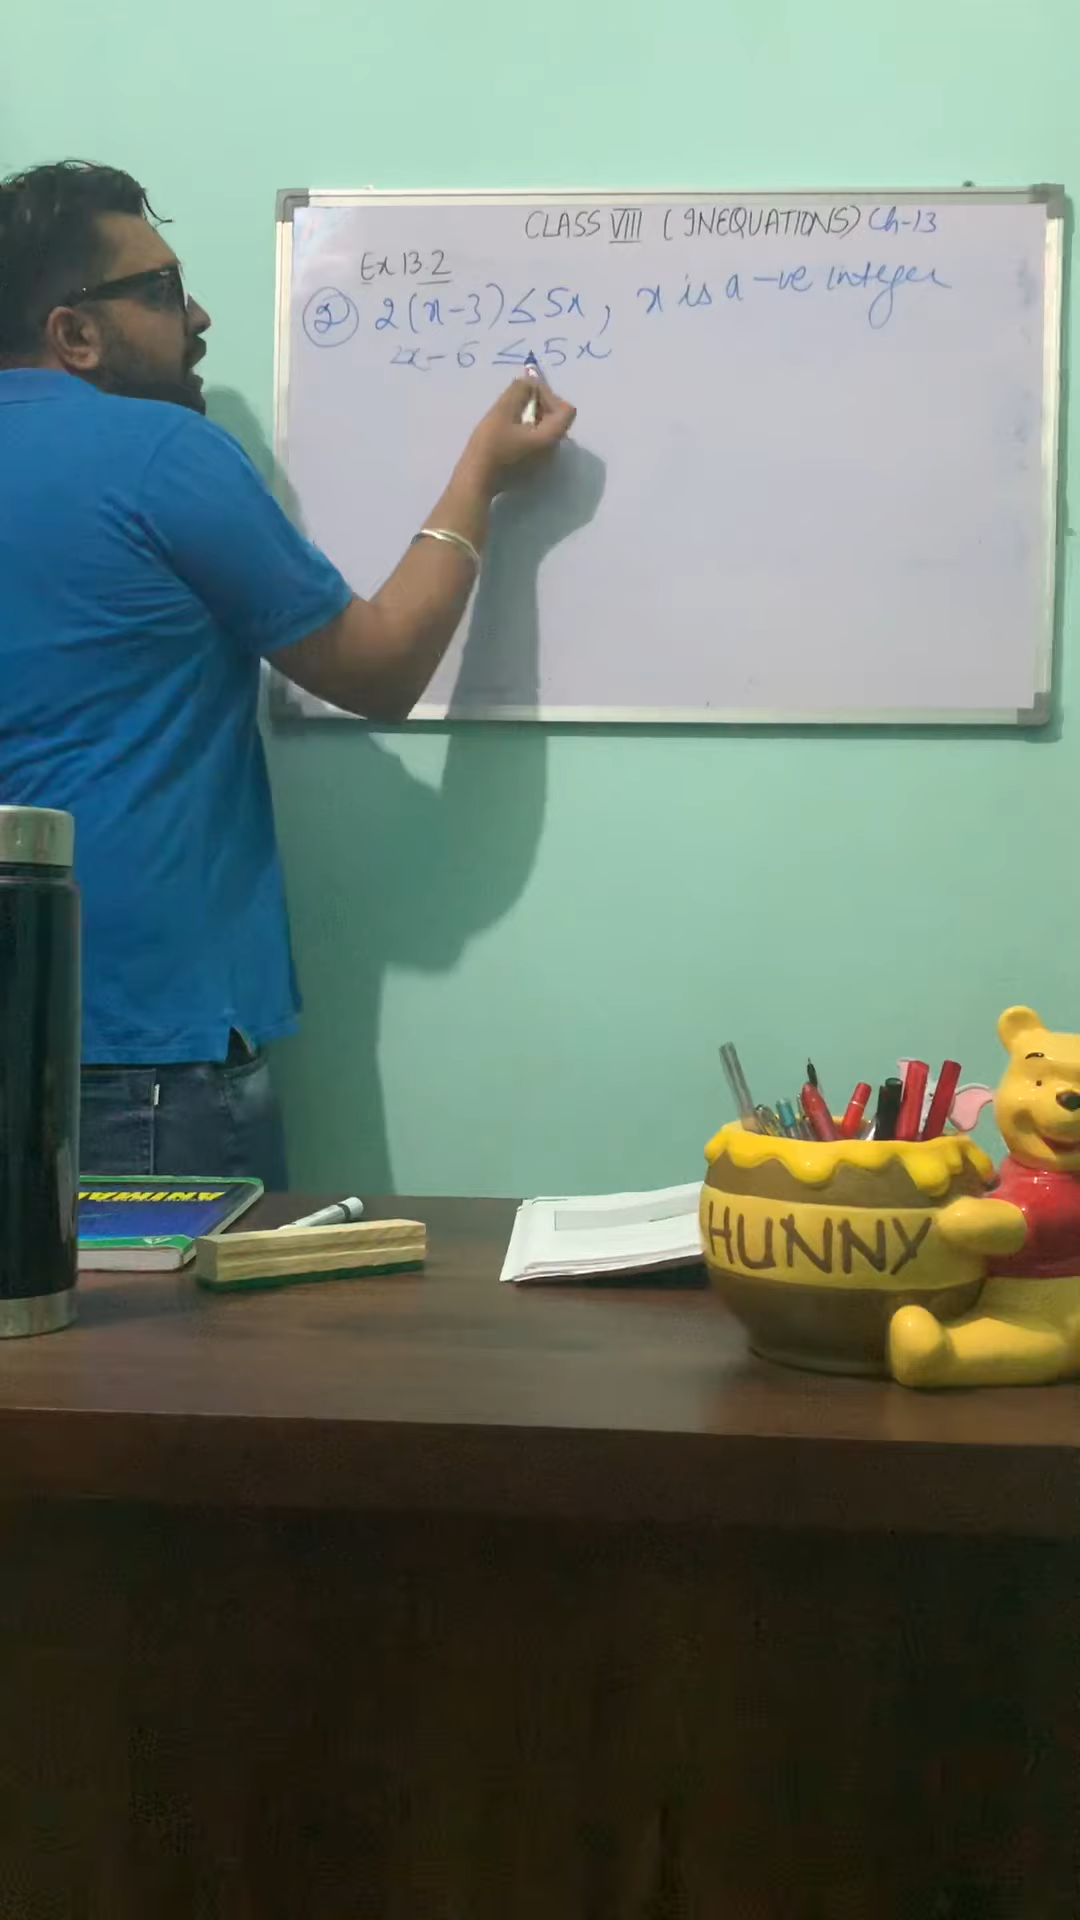 CLASS VIII (INEQUATIONS) Ch-13
Ex 13.2
2 2(x-3) ≤ 5x, x is a -ve integer
2x-6 ≤ 5x
ANIMA
HUNNY